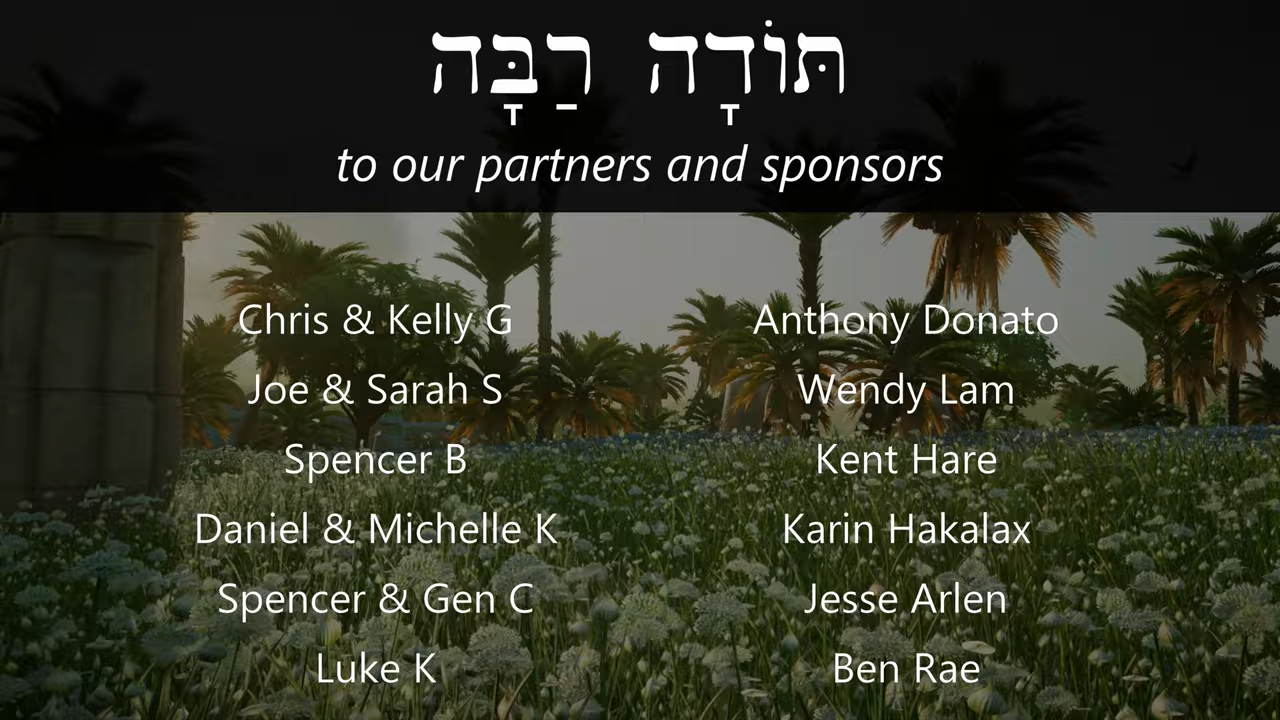 תּוֹדָה רַבָּה
to our partners and sponsors
Chris & Kelly G
Joe & Sarah S
Spencer B
Daniel & Michelle K
Spencer & Gen C
Luke K
Anthony Donato
Wendy Lam
Kent Hare
Karin Hakalax
Jesse Arlen
Ben Rae